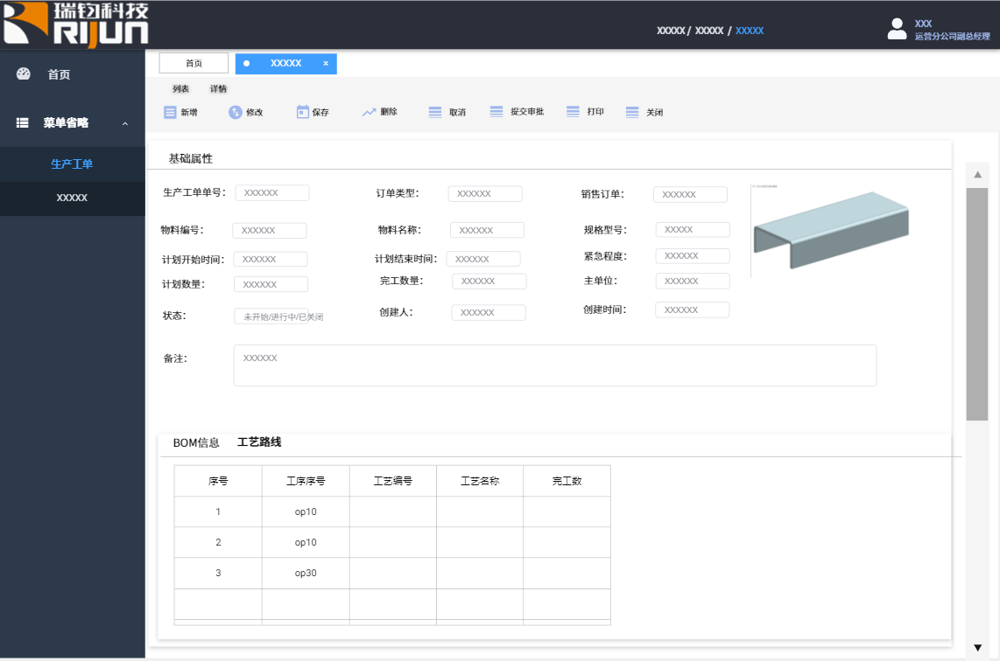 瑞钧科技
RIJUN
XXXXX / XXXXX / XXXXX
XXX
运营分公司副总经理
首页
菜单省略
生产工单
XXXXX
首页
XXXXX ×
列表 详情
新增 修改 保存 删除 取消 提交审批 打印 关闭
基础属性
生产工单单号： XXXXXX 订单类型： XXXXXX 销售订单： XXXXXX
物料编号： XXXXXX 物料名称： XXXXXX 规格型号： XXXXX
计划开始时间： XXXXXX 计划结束时间： XXXXXX 紧急程度： XXXXXX
计划数量： XXXXXX 完工数量： XXXXXX 主单位： XXXXXX
状态： 未开始/进行中/已关闭 创建人： XXXXXX 创建时间： XXXXXX
备注： XXXXXX
BOM信息 工艺路线
序号 工序序号 工艺编号 工艺名称 完工数
1 op10
2 op10
3 op30